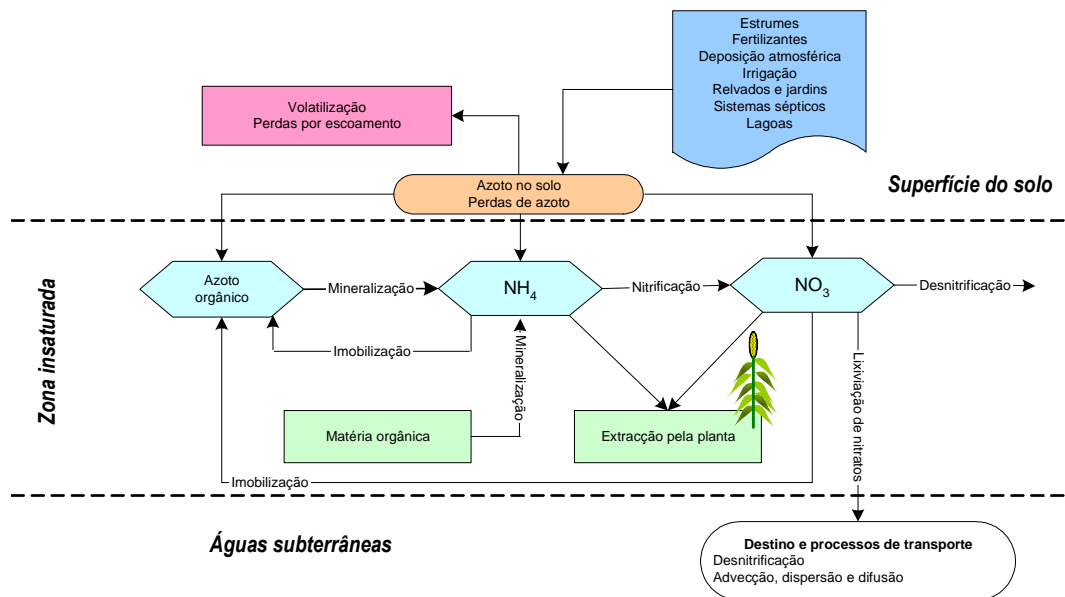 Estrumes
Fertilizantes
Deposição atmosférica
Irrigação
Relvados e jardins
Sistemas sépticos
Lagoas
Volatilização
Perdas por escoamento
Azoto no solo
Perdas de azoto
Superfície do solo
Zona insaturada
Azoto
orgânico
Mineralização
NH4
Nitrificação
NO3
Desnitrificação
Imobilização
Mineralização
Lixiviação de nitratos
Matéria orgânica
Extracção pela planta
Imobilização
Águas subterrâneas
Destino e processos de transporte
Desnitrificação
Advecção, dispersão e difusão